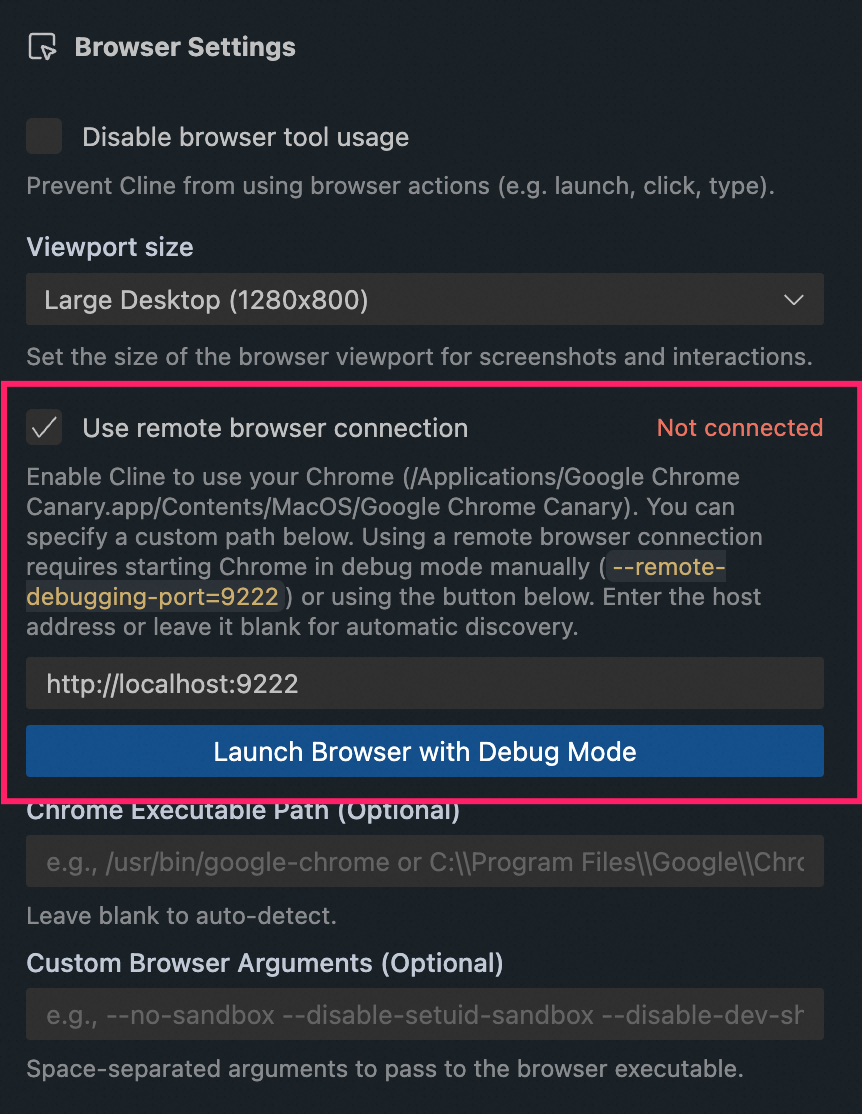 Browser Settings
Disable browser tool usage
Prevent Cline from using browser actions (e.g. launch, click, type).
Viewport size
Large Desktop (1280x800)
Set the size of the browser viewport for screenshots and interactions.
Use remote browser connection
Not connected
Enable Cline to use your Chrome (/Applications/Google Chrome
Canary.app/Contents/MacOS/Google Chrome Canary). You can
specify a custom path below. Using a remote browser connection
requires starting Chrome in debug mode manually (--remote-
debugging-port=9222) or using the button below. Enter the host
address or leave it blank for automatic discovery.
http://localhost:9222
Launch Browser with Debug Mode
Chrome Executable Path (Optional)
e.g., /usr/bin/google-chrome or C:\\Program Files\\Google\\Chro
Leave blank to auto-detect.
Custom Browser Arguments (Optional)
e.g., --no-sandbox --disable-setuid-sandbox --disable-dev-sh
Space-separated arguments to pass to the browser executable.